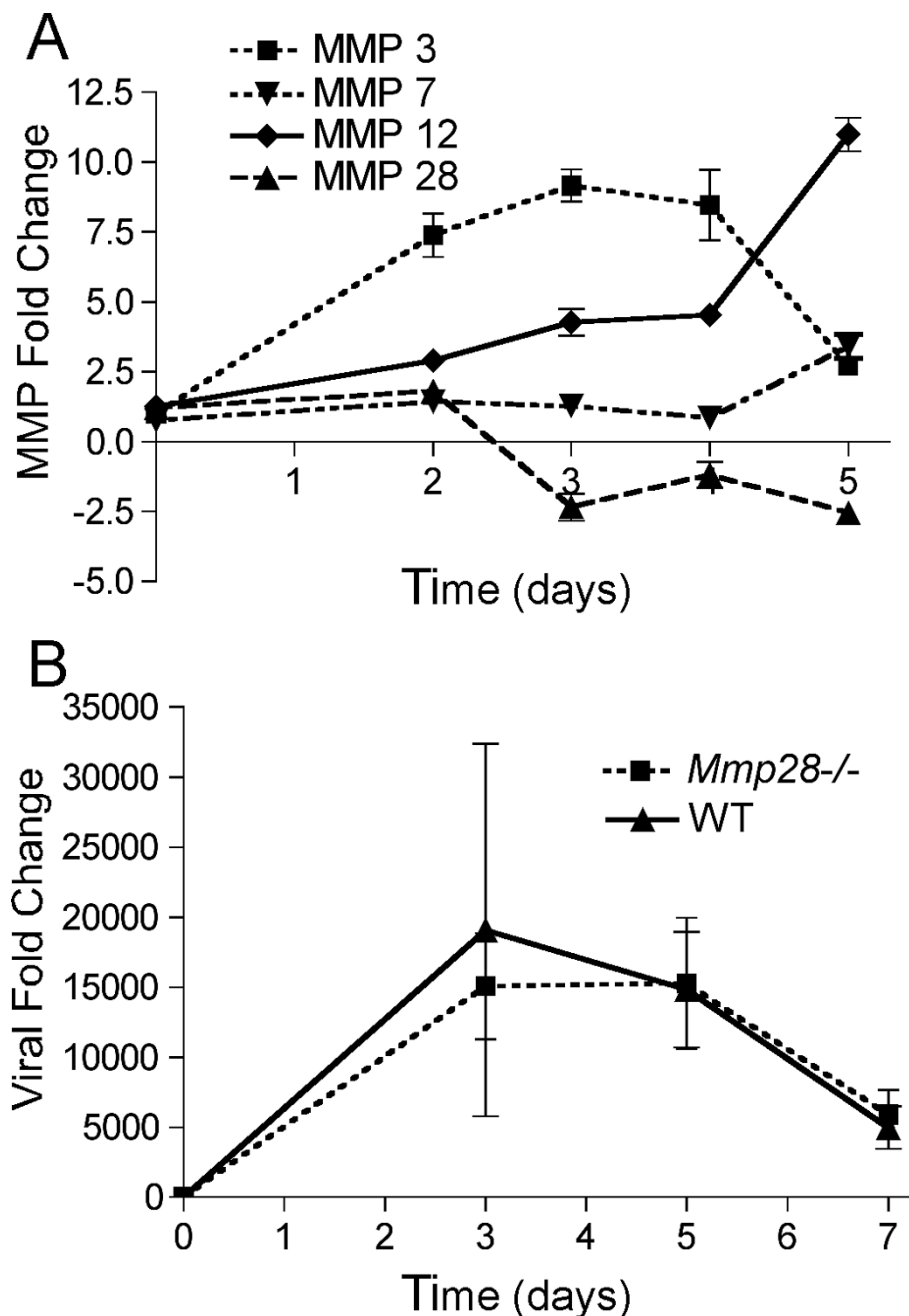 A
MMP 3
MMP 7
MMP 12
MMP 28
MMP Fold Change
12.5
10.0
7.5
5.0
2.5
0.0
-2.5
-5.0
1 2 3 5
Time (days)
B
Mmp28-/-
WT
Viral Fold Change
35000
30000
25000
20000
15000
10000
5000
0
0 1 2 3 4 5 6 7
Time (days)